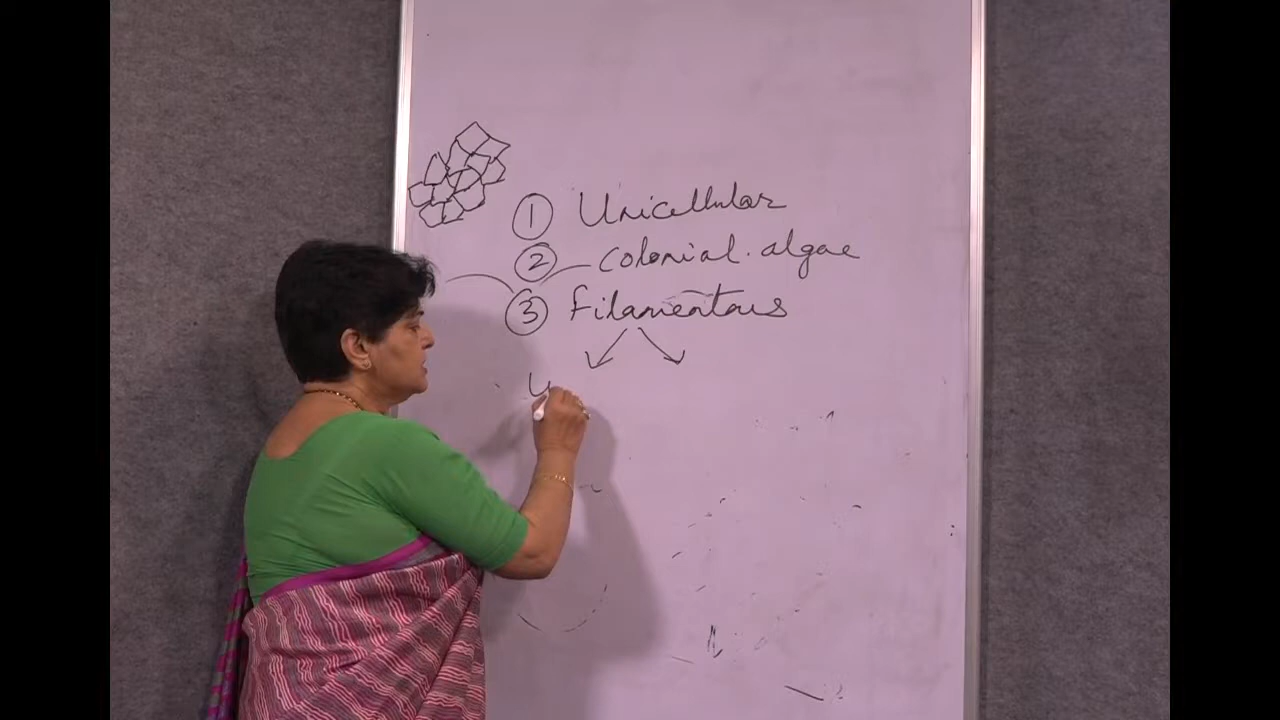 ① Unicellular
② colonial. algae
③ Filamentous